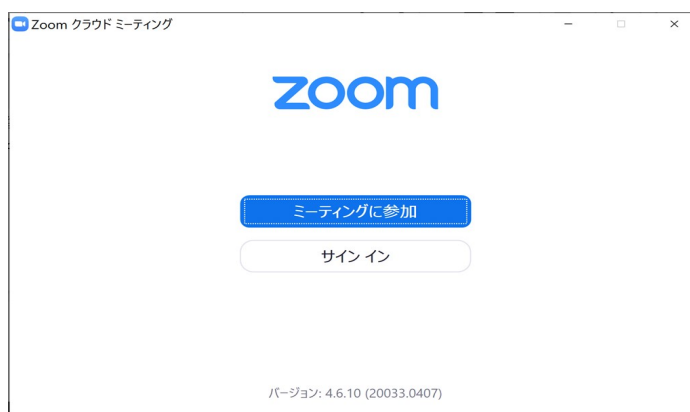 Zoom クラウド ミーティング
zoom
ミーティングに参加
サイン イン
バージョン: 4.6.10 (20033.0407)